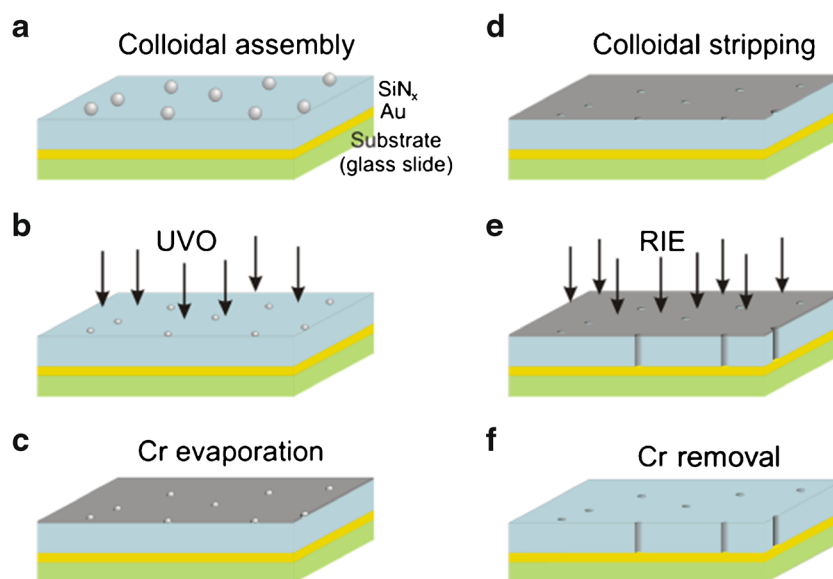 a
Colloidal assembly
SiNₓ
Au
Substrate
(glass slide)
b
UVO
c
Cr evaporation
d
Colloidal stripping
e
RIE
f
Cr removal